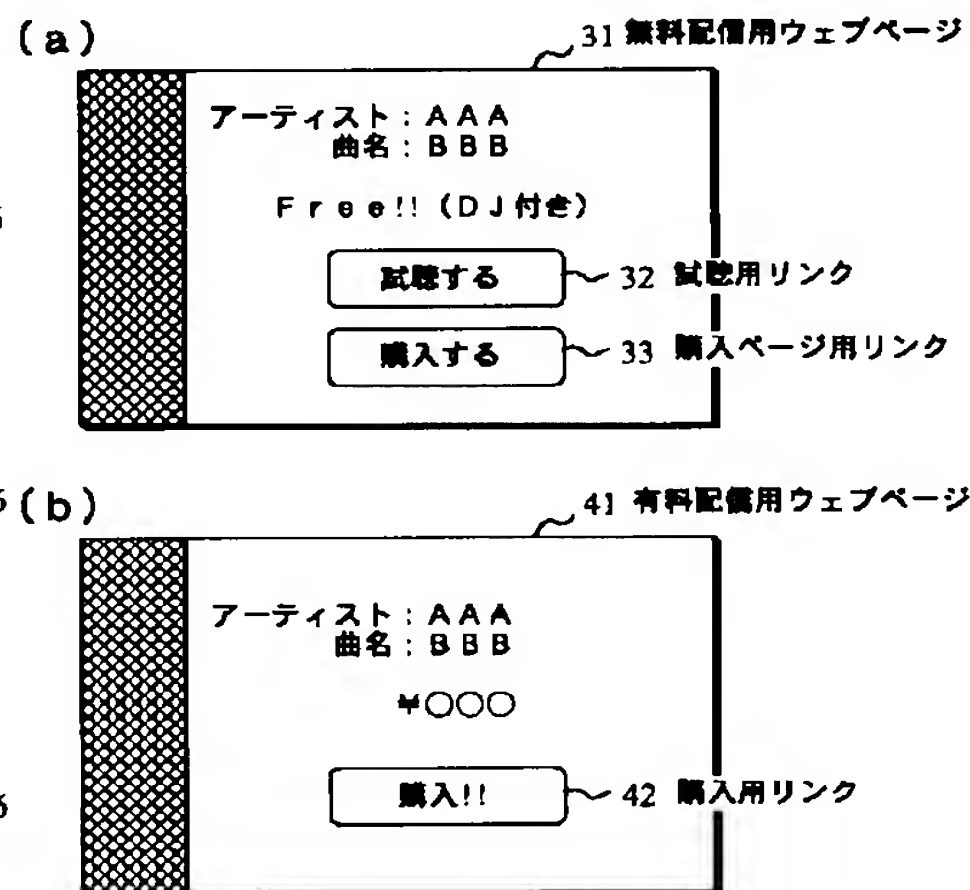 (a)
31 無料配信用ウェブページ
アーティスト：AAA
曲名：BBB
Free!!（DJ付き）
試聴する
32 試聴用リンク
購入する
33 購入ページ用リンク
(b)
41 有料配信用ウェブページ
アーティスト：AAA
曲名：BBB
¥○○○
購入!!
42 購入用リンク